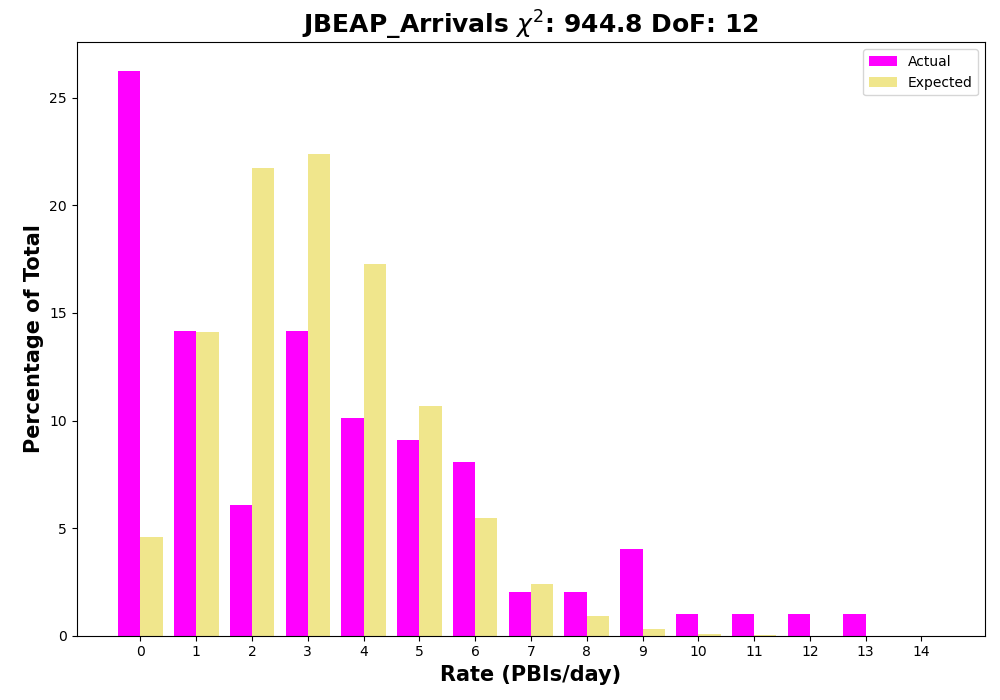 JBEAP_Arrivals χ²: 944.8 DoF: 12
Actual
Expected
25
20
15
10
5
0
Percentage of Total
0 1 2 3 4 5 6 7 8 9 10 11 12 13 14
Rate (PBIs/day)